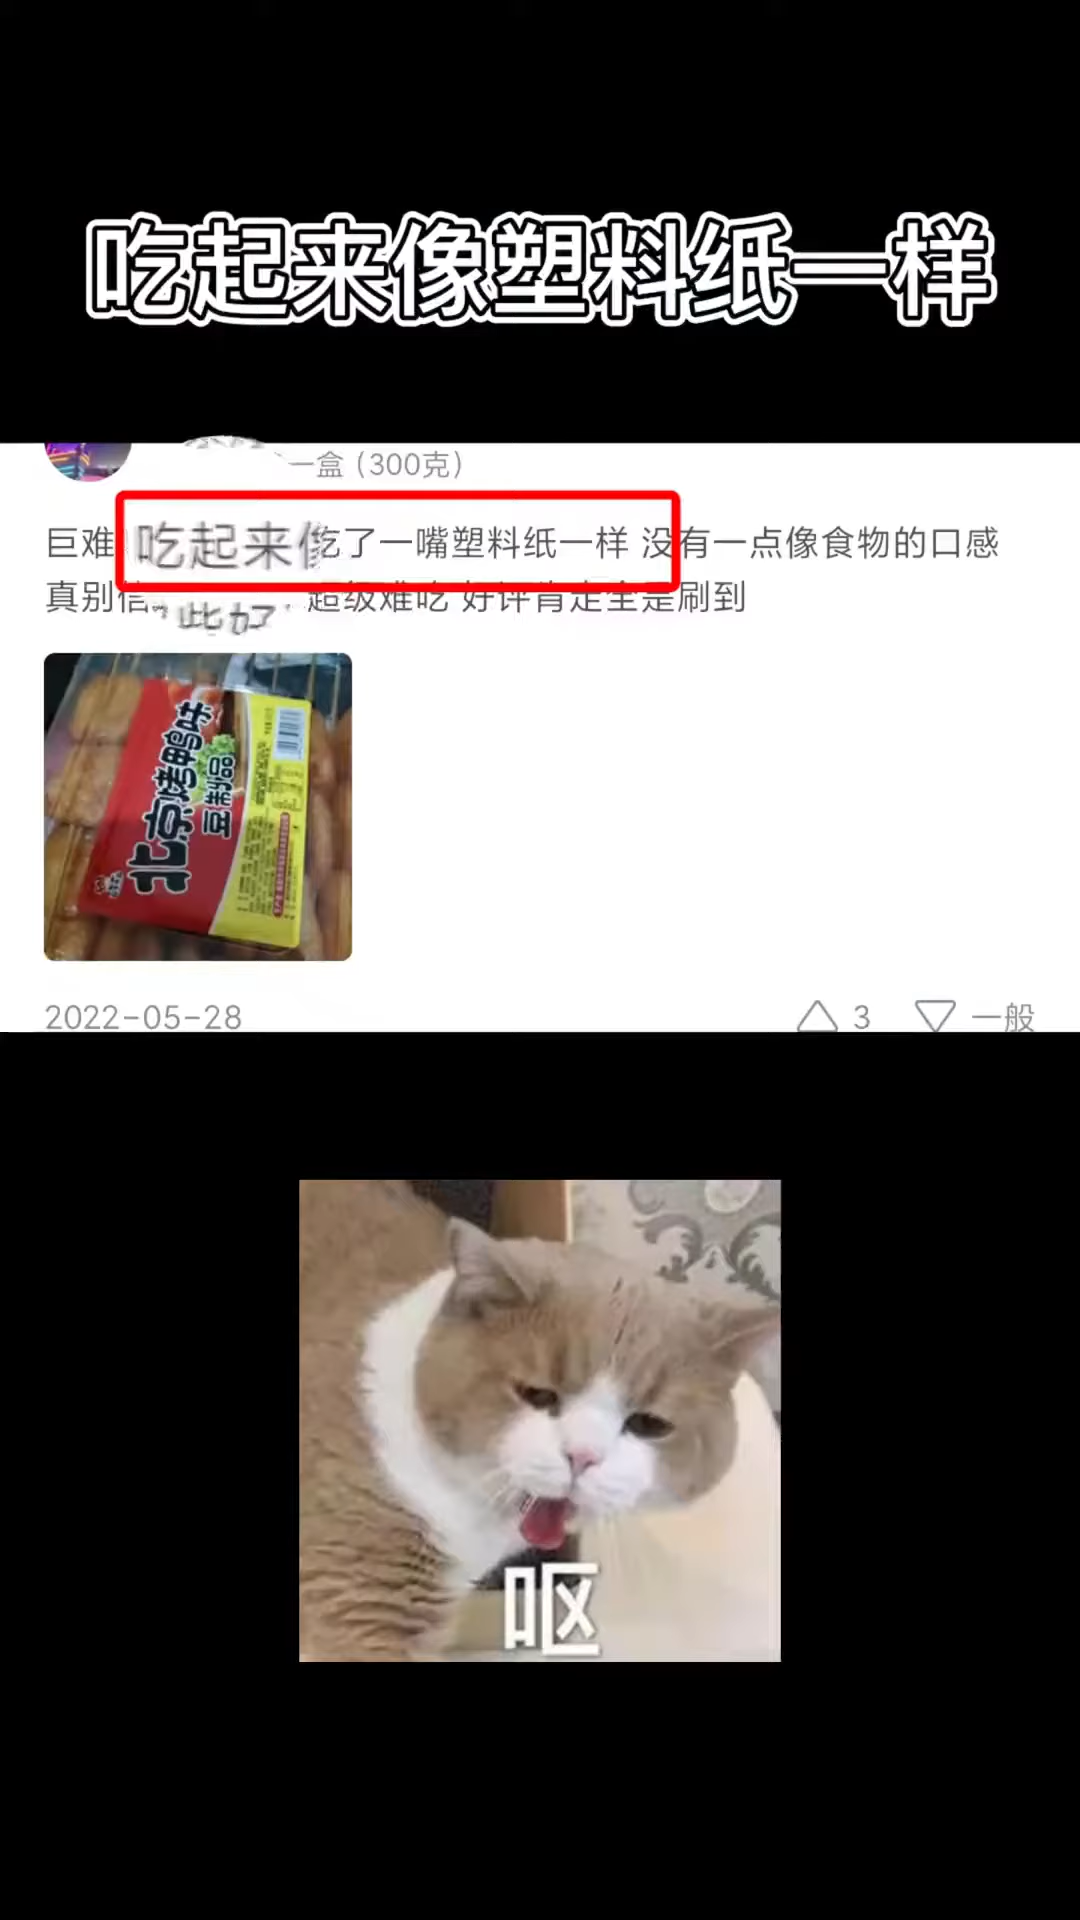 吃起来像塑料纸一样
一盒（300克）
巨难 吃起来像 吃了一嘴塑料纸一样 没有一点像食物的口感
真别信 些好 超级难吃 好评肯定全是刷到
北京烤鸭味
豆制品
2022-05-28
3 一般
呕